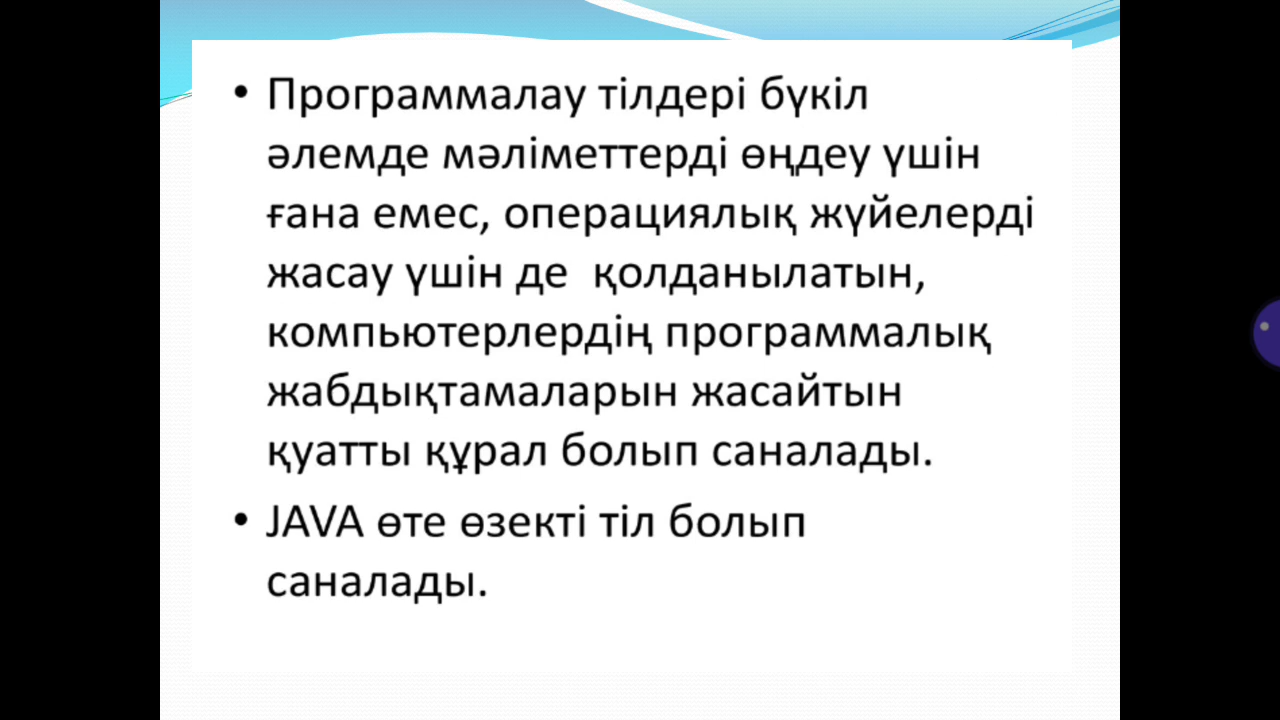 • Программалау тілдері бүкіл
әлемде мәліметтерді өңдеу үшін
ғана емес, операциялық жүйелерді
жасау үшін де  қолданылатын,
компьютерлердің программалық
жабдықтамаларын жасайтын
қуатты құрал болып саналады.
• JAVA өте өзекті тіл болып
саналады.